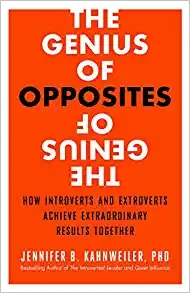 THE
GENIUS
OF
OPPOSITES
OF
GENIUS
THE
HOW INTROVERTS AND EXTROVERTS
ACHIEVE EXTRAORDINARY
RESULTS TOGETHER
JENNIFER B. KAHNWEILER, PHD
Bestselling Author of The Introverted Leader and Quiet Influence